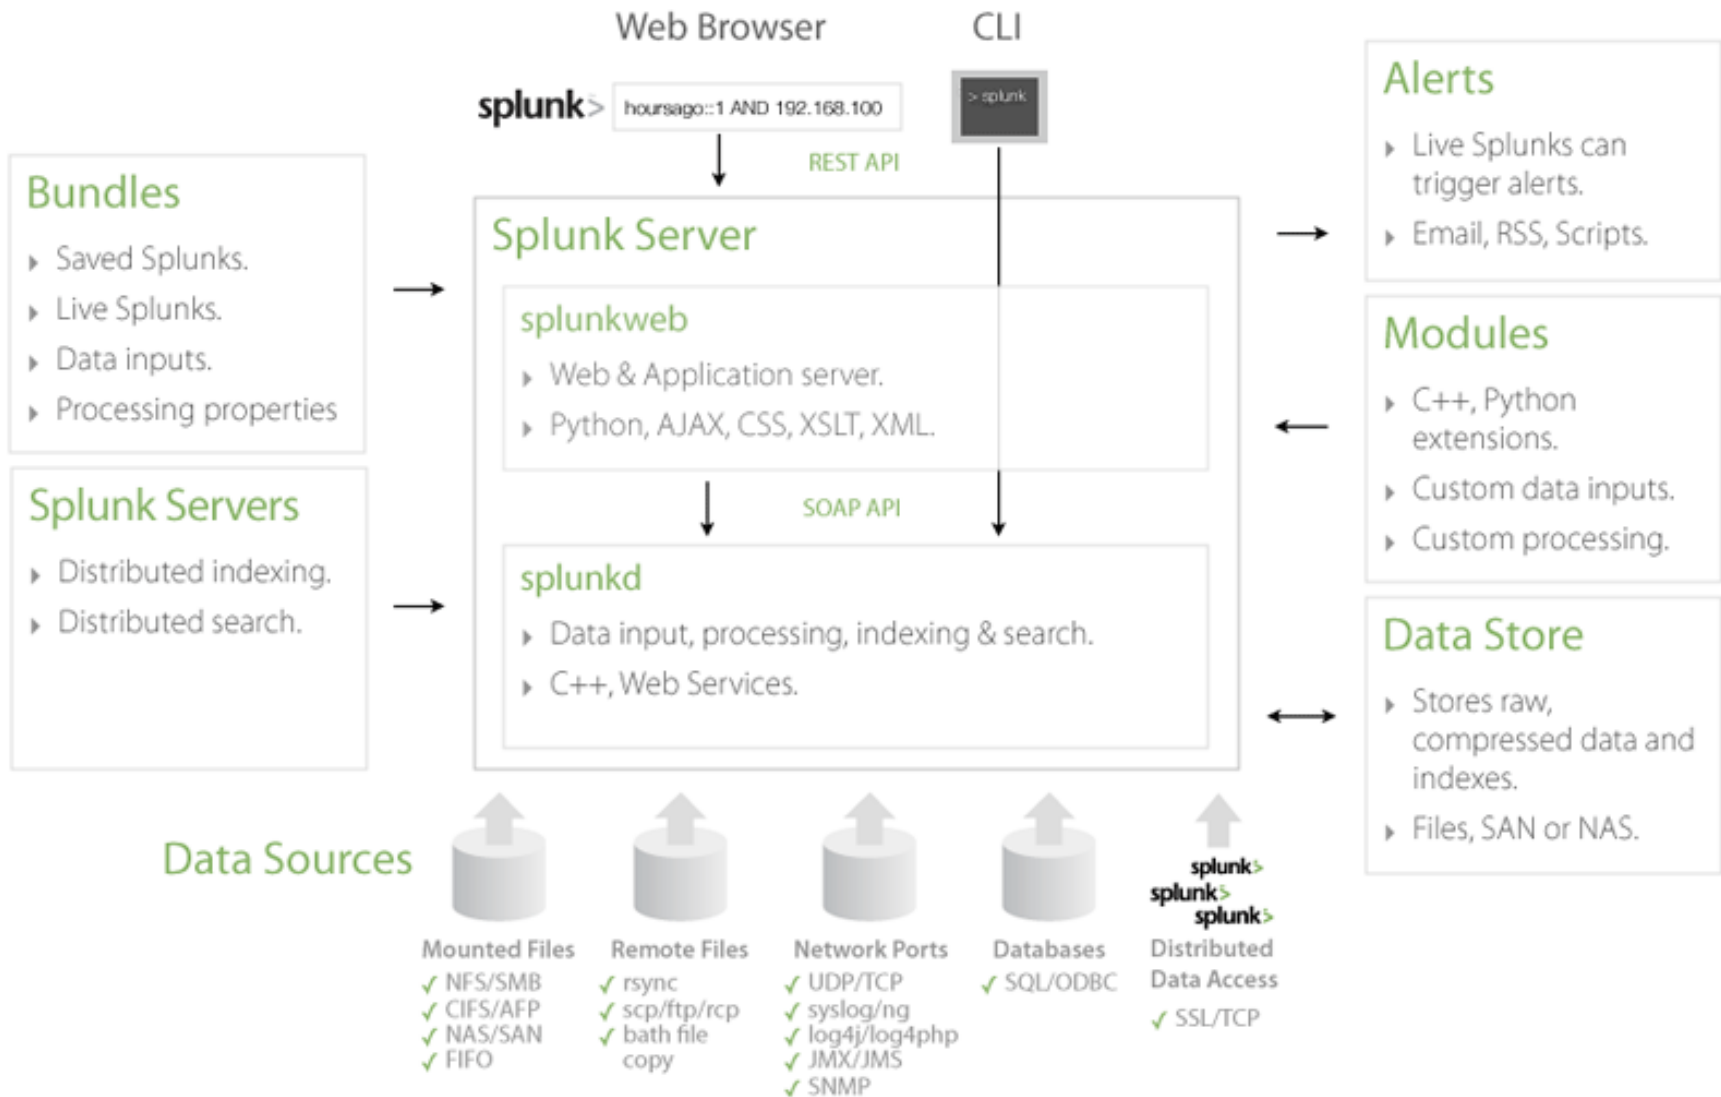 Web Browser
CLI
splunk>
hoursago::1 AND 192.168.100
> splunk
REST API
Bundles
Saved Splunks.
Live Splunks.
Data inputs.
Processing properties
Splunk Servers
Distributed indexing.
Distributed search.
Splunk Server
splunkweb
Web & Application server.
Python, AJAX, CSS, XSLT, XML.
SOAP API
splunkd
Data input, processing, indexing & search.
C++, Web Services.
Alerts
Live Splunks can
trigger alerts.
Email, RSS, Scripts.
Modules
C++, Python
extensions.
Custom data inputs.
Custom processing.
Data Store
Stores raw,
compressed data and
indexes.
Files, SAN or NAS.
Data Sources
Mounted Files
NFS/SMB
CIFS/AFP
NAS/SAN
FIFO
Remote Files
rsync
scp/ftp/rcp
bath file
copy
Network Ports
UDP/TCP
syslog/ng
log4j/log4php
JMX/JMS
SNMP
Databases
SQL/ODBC
splunk>
splunk>
splunk>
Distributed
Data Access
SSL/TCP